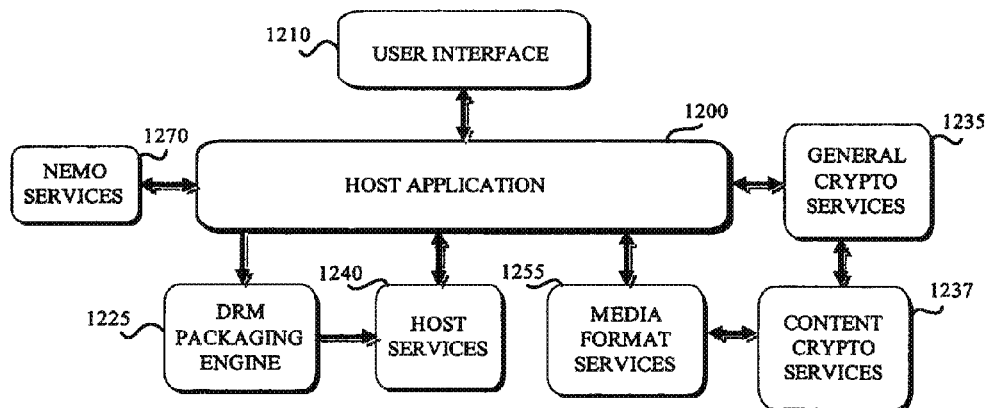 1210
USER INTERFACE
1200
1235
1270
NEMO
SERVICES
HOST APPLICATION
GENERAL
CRYPTO
SERVICES
1240
1255
1237
1225
DRM
PACKAGING
ENGINE
HOST
SERVICES
MEDIA
FORMAT
SERVICES
CONTENT
CRYPTO
SERVICES